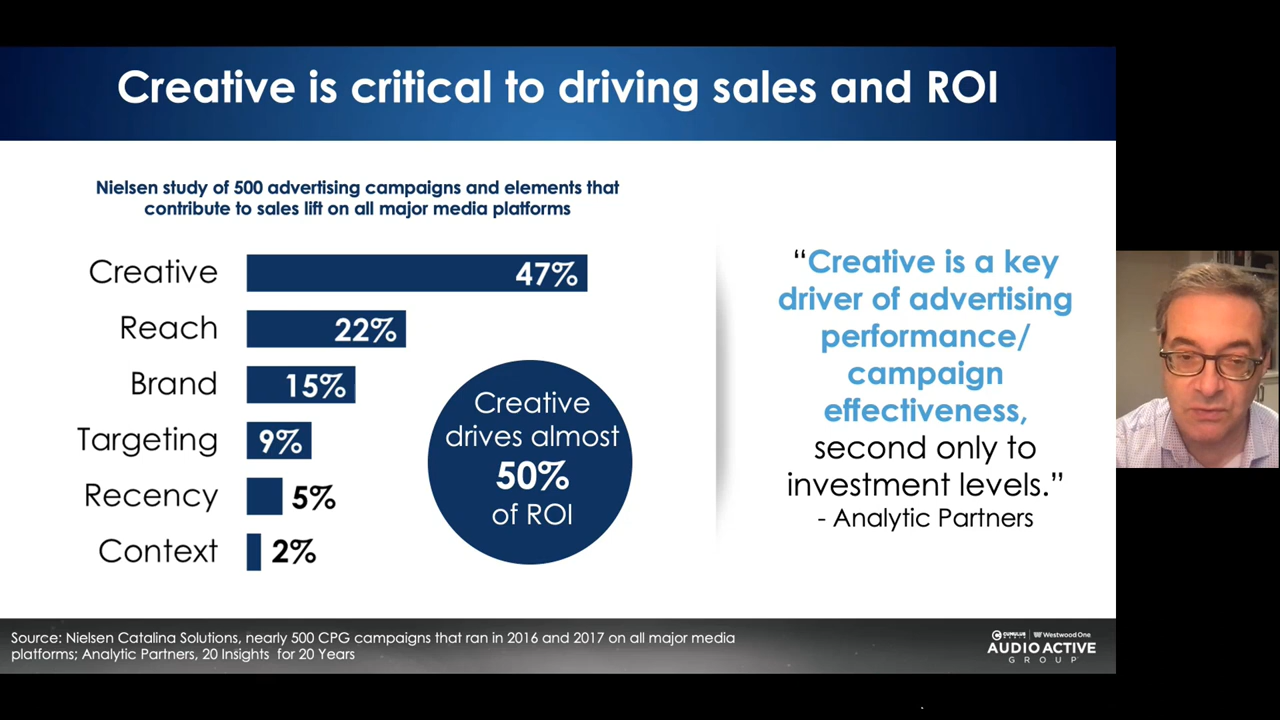 Creative is critical to driving sales and ROI
Nielsen study of 500 advertising campaigns and elements that
contribute to sales lift on all major media platforms
Creative 47%
Reach 22%
Brand 15%
Targeting 9%
Recency 5%
Context 2%
Creative
drives almost
50%
of ROI
“Creative is a key
driver of advertising
performance/
campaign
effectiveness,
second only to
investment levels.”
- Analytic Partners
Source: Nielsen Catalina Solutions, nearly 500 CPG campaigns that ran in 2016 and 2017 on all major media
platforms; Analytic Partners, 20 Insights for 20 Years
CUMULUS MEDIA | Westwood One
AUDIO ACTIVE
GROUP